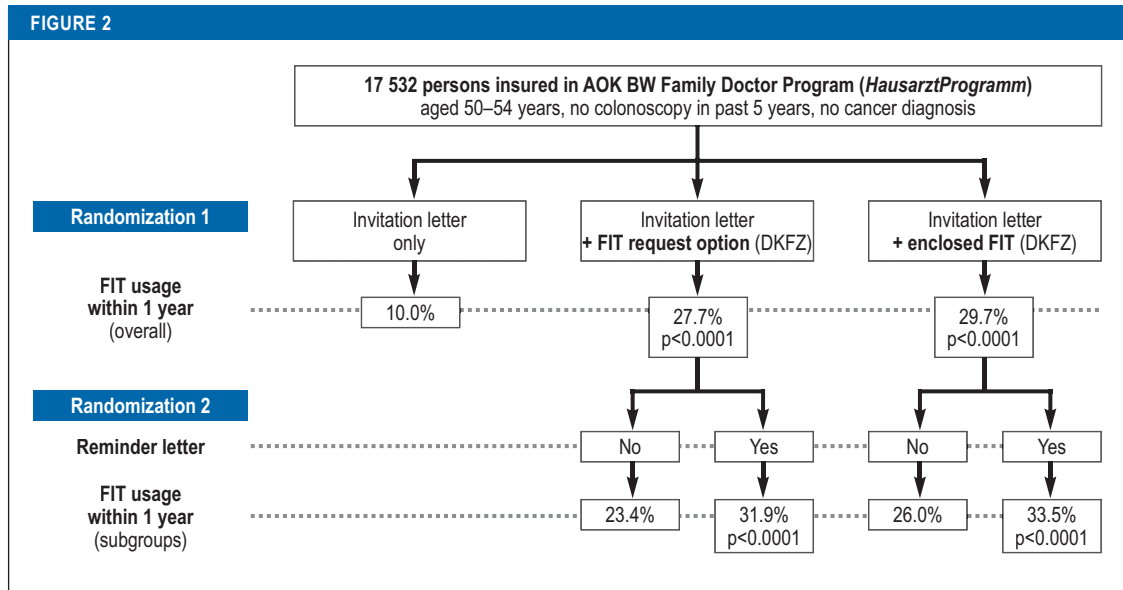 FIGURE 2
17 532 persons insured in AOK BW Family Doctor Program (HausarztProgramm)
aged 50–54 years, no colonoscopy in past 5 years, no cancer diagnosis
Randomization 1
Invitation letter
only
Invitation letter
+ FIT request option (DKFZ)
Invitation letter
+ enclosed FIT (DKFZ)
FIT usage
within 1 year
(overall)
10.0%
27.7%
p<0.0001
29.7%
p<0.0001
Randomization 2
Reminder letter
No
Yes
No
Yes
FIT usage
within 1 year
(subgroups)
23.4%
31.9%
p<0.0001
26.0%
33.5%
p<0.0001